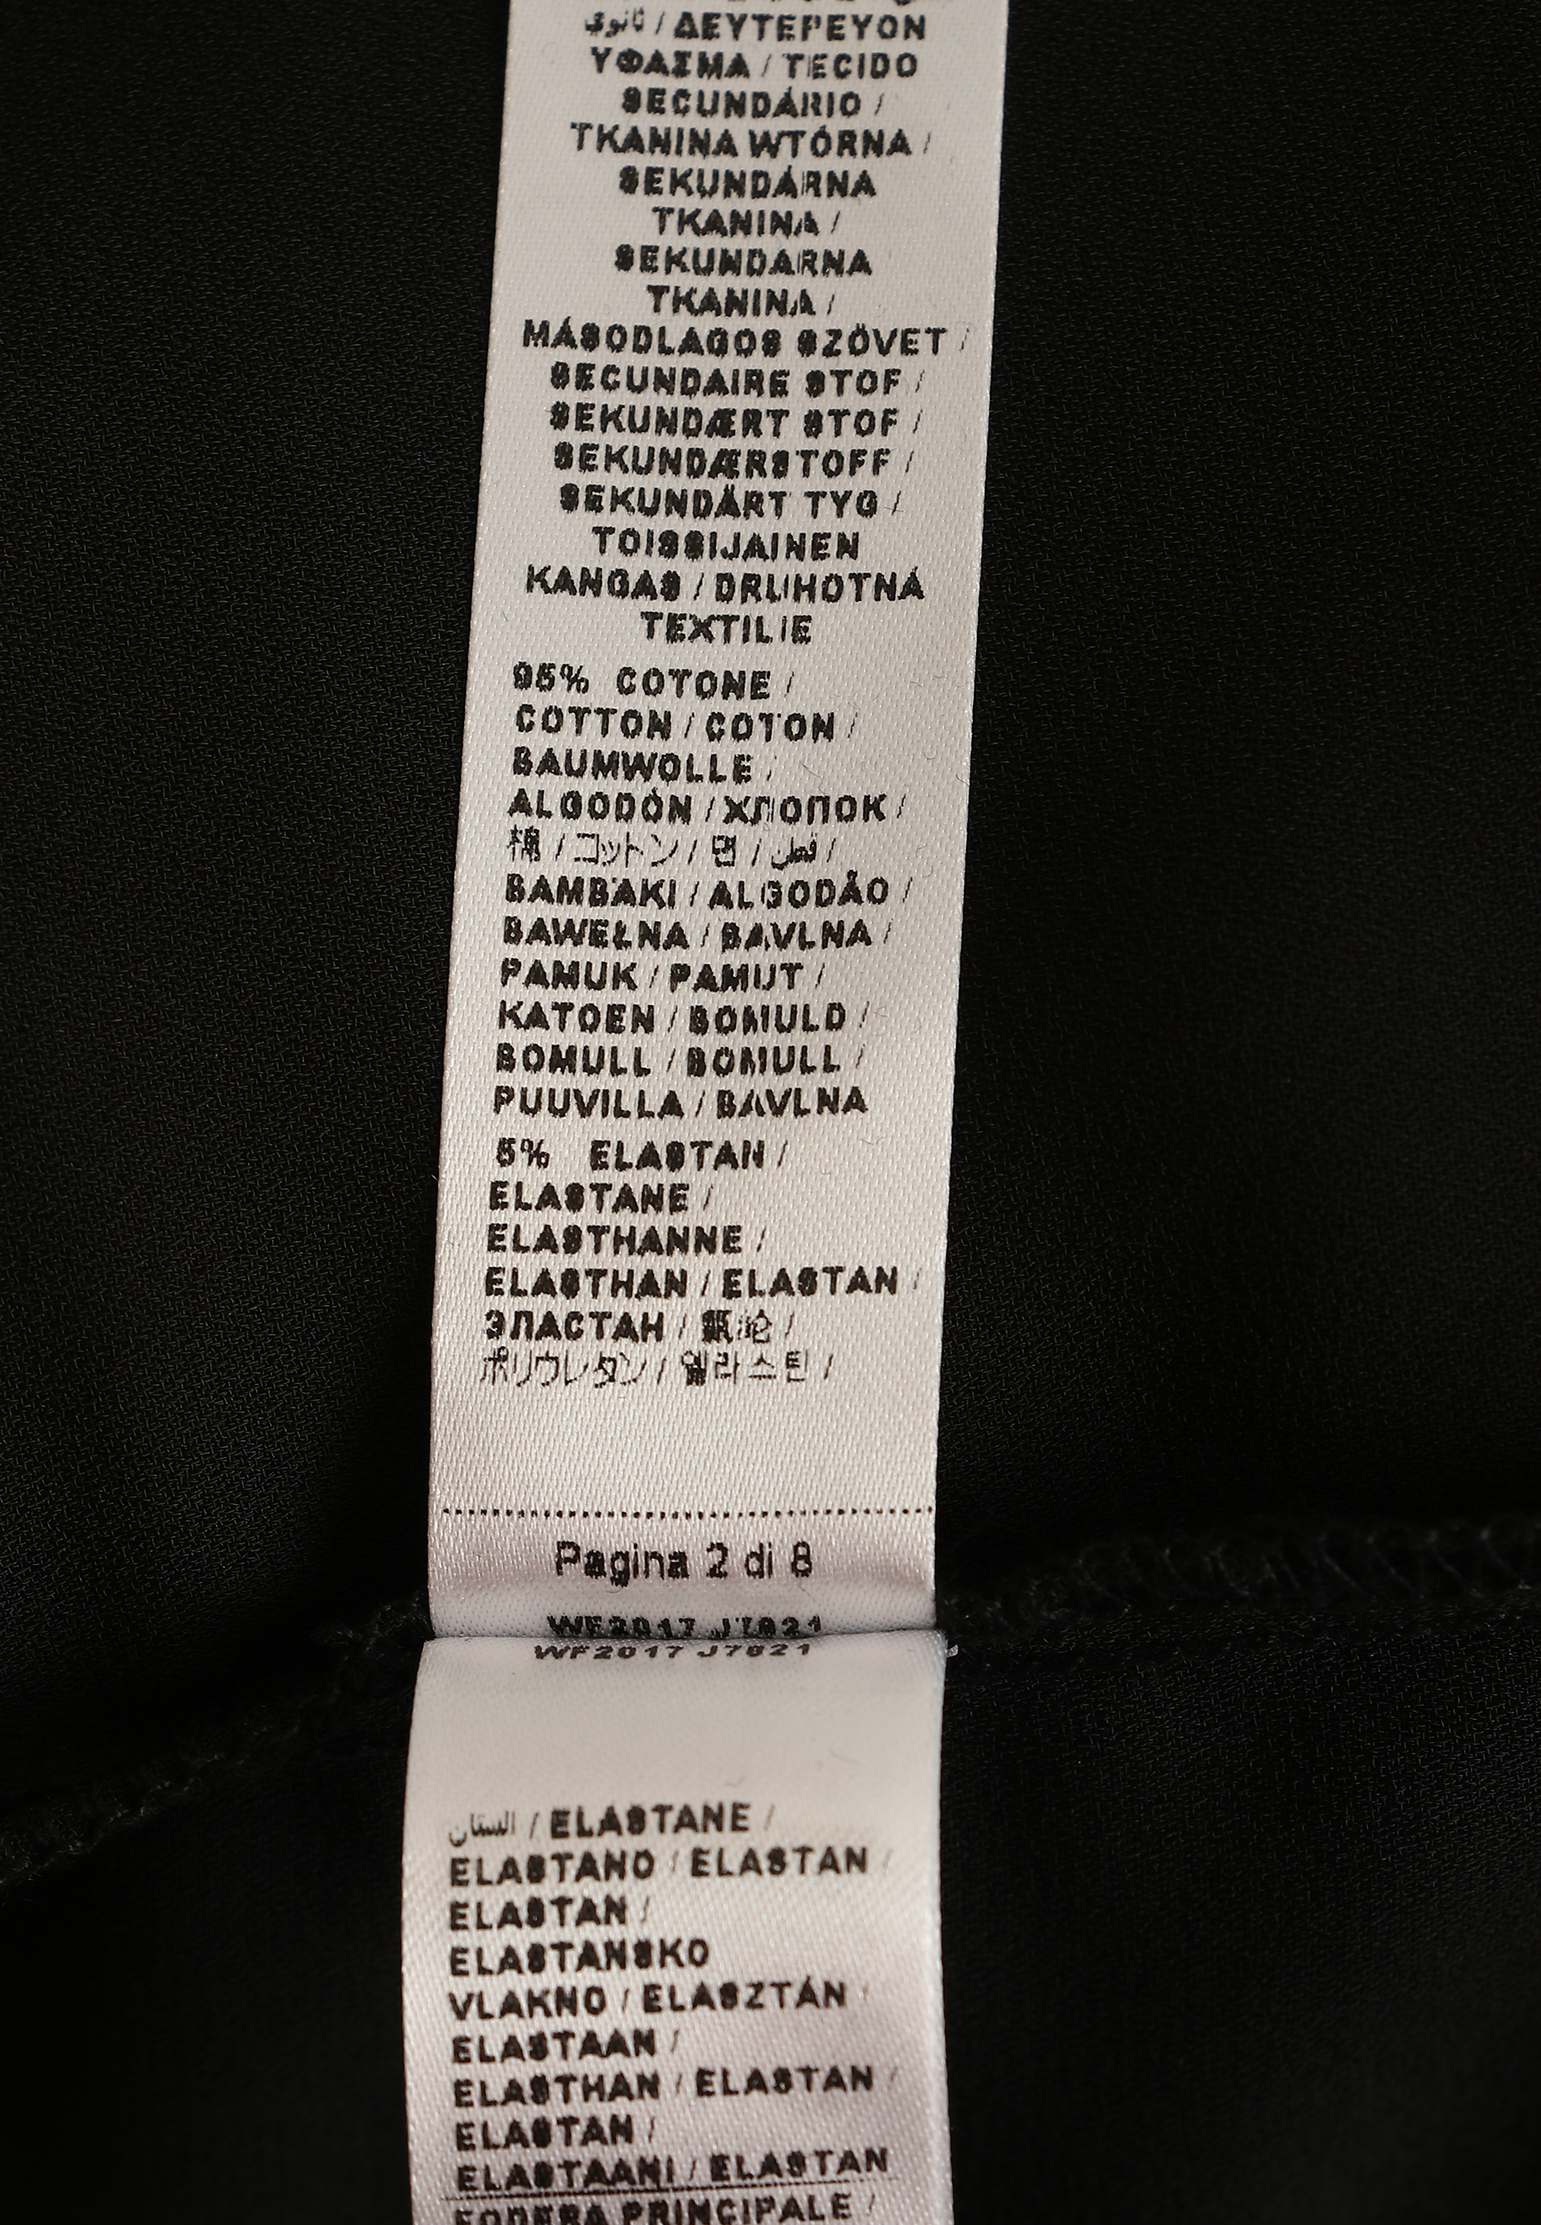 ثانوي / ΔΕΥΤΕΡΕΥΟΝ
ΥΦΑΣΜΑ / TECIDO
SECUNDÁRIO /
TKANINA WTÓRNA /
SEKUNDÁRNA
TKANINA /
SEKUNDARNA
TKANINA /
MÁSODLAGOS SZÖVET /
SECUNDAIRE STOF /
SEKUNDÆRT STOF /
SEKUNDÆRSTOFF /
SEKUNDÄRT TYG /
TOISSIJAINEN
KANGAS / DRUHOTNÁ
TEXTILIE
95% COTONE /
COTTON / COTON /
BAUMWOLLE /
ALGODÓN / ХЛОПОК /
棉 / コットン / 면 / قطن /
BAMBAKI / ALGODÃO /
BAWEŁNA / BAVLNA /
PAMUK / PAMUT /
KATOEN / BOMULD /
BOMULL / BOMULL /
PUUVILLA / BAVLNA
5% ELASTAN /
ELASTANE /
ELASTHANNE /
ELASTHAN / ELASTAN /
ЭЛАСТАН / 氨纶 /
ポリウレタン / 엘라스틴 /
Pagina 2 di 8
WF2017 J7821
WF2017 J7821
الستان / ELASTANE /
ELASTANO / ELASTAN /
ELASTAN /
ELASTANSKO
VLAKNO / ELASZTÁN /
ELASTAAN /
ELASTHAN / ELASTAN /
ELASTAN /
ELASTAANI / ELASTAN
FODERA PRINCIPALE /